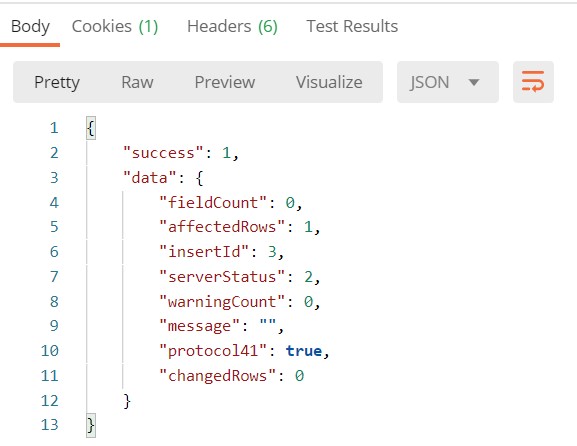 Body Cookies (1) Headers (6) Test Results
Pretty Raw Preview Visualize JSON
1 {
2 "success": 1,
3 "data": {
4 "fieldCount": 0,
5 "affectedRows": 1,
6 "insertId": 3,
7 "serverStatus": 2,
8 "warningCount": 0,
9 "message": "",
10 "protocol41": true,
11 "changedRows": 0
12 }
13 }